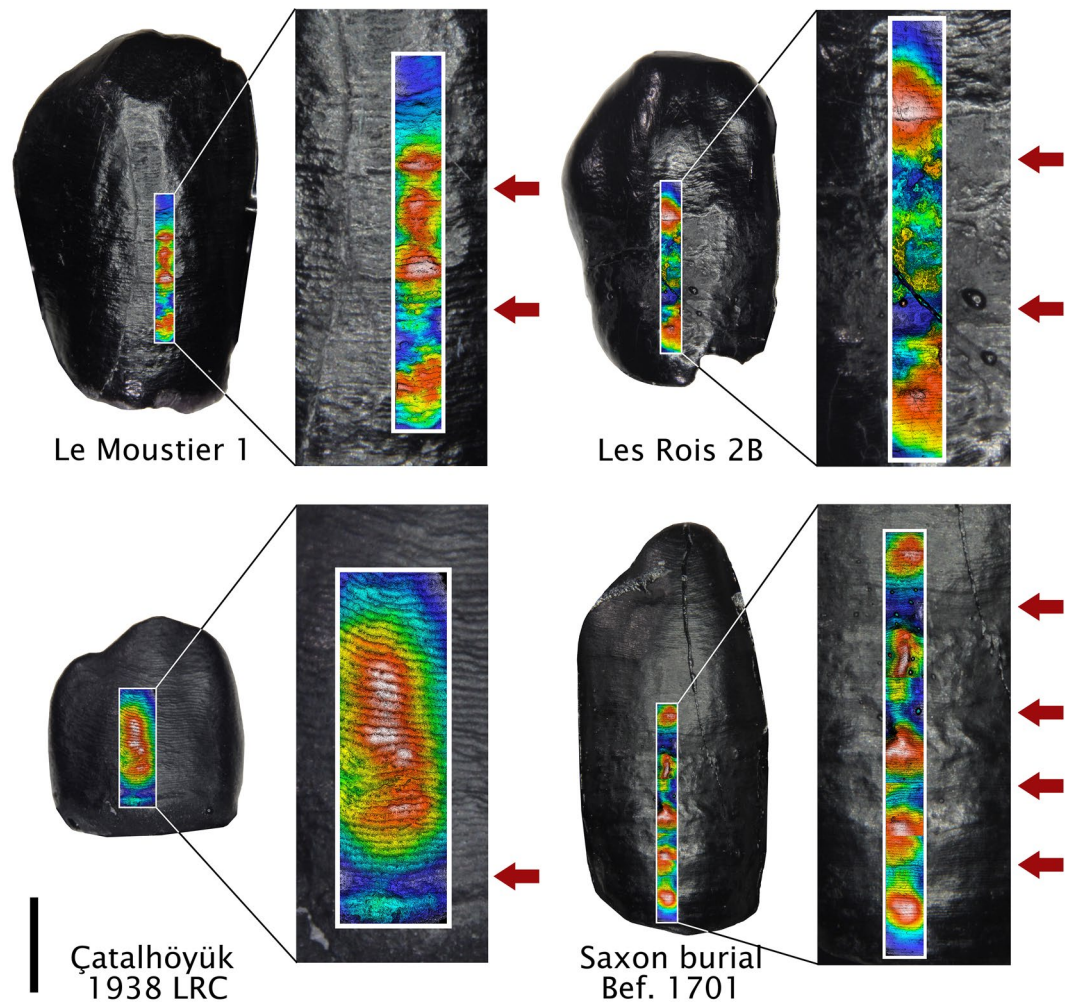 Le Moustier 1
Les Rois 2B
Çatalhöyük
1938 LRC
Saxon burial
Bef. 1701